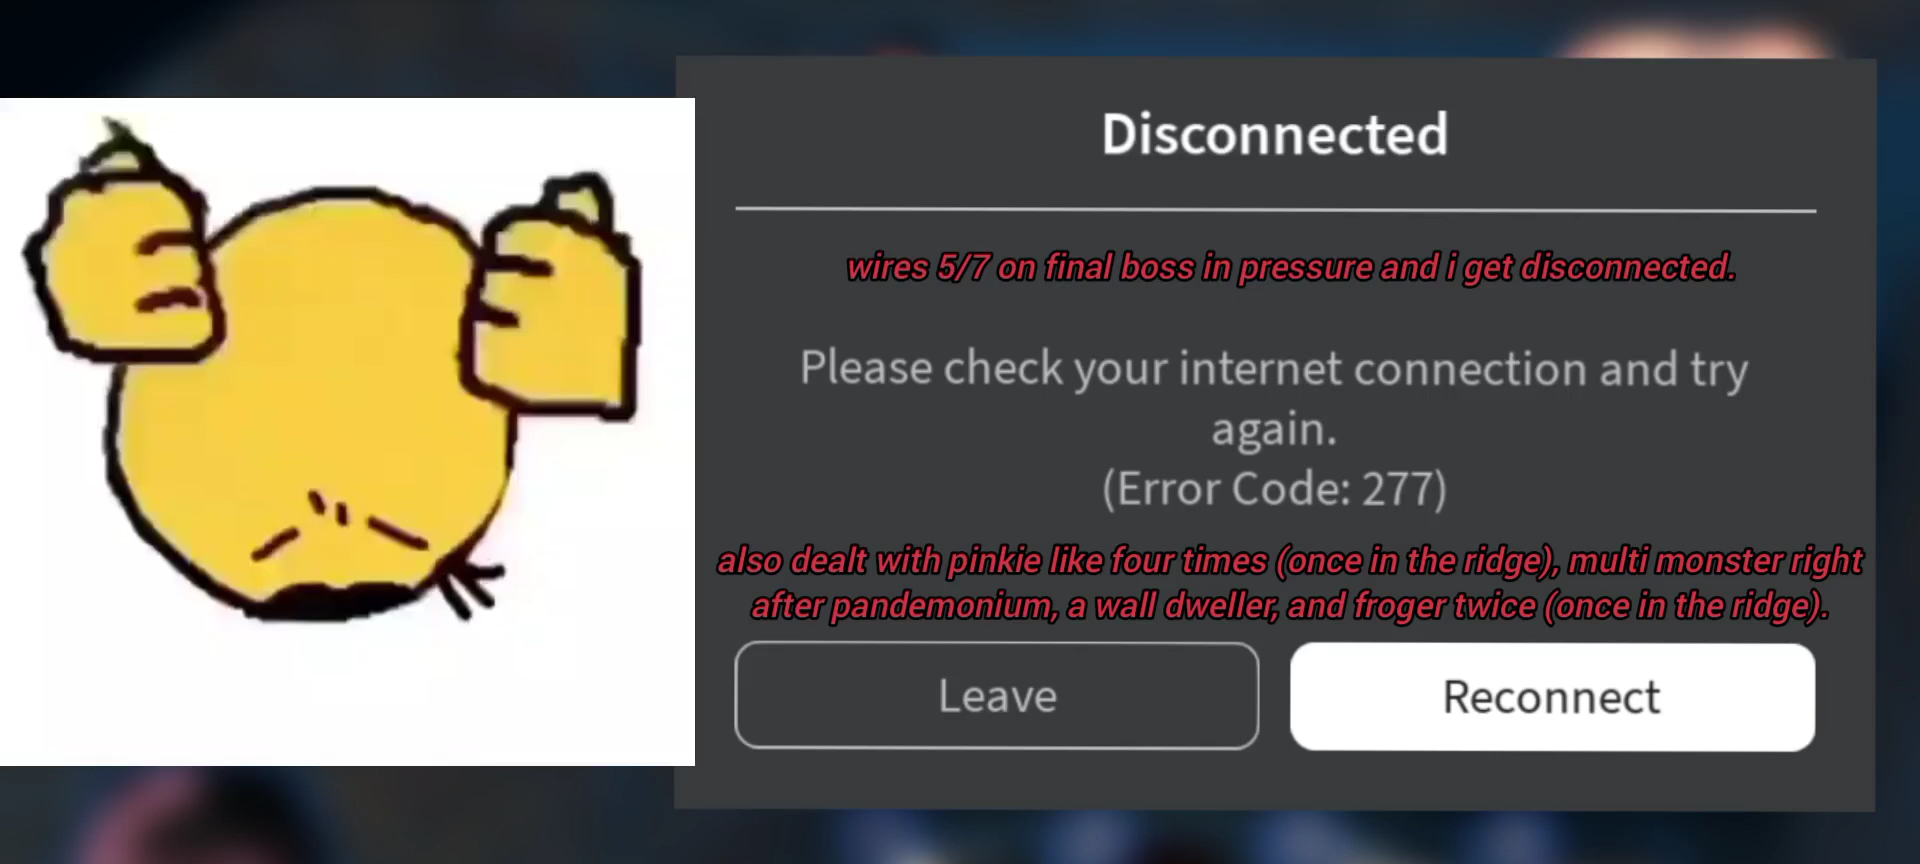 Disconnected
wires 5/7 on final boss in pressure and i get disconnected.
Please check your internet connection and try
again.
(Error Code: 277)
also dealt with pinkie like four times (once in the ridge), multi monster right
after pandemonium, a wall dweller, and froger twice (once in the ridge).
Leave
Reconnect